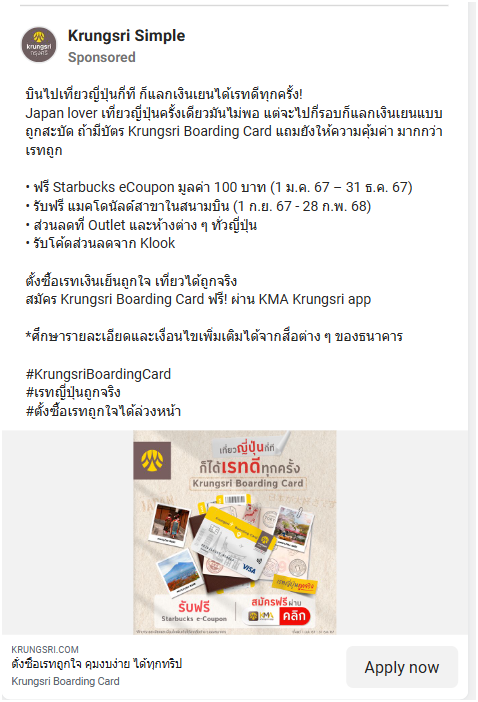 krungsri
กรุงศรี
Krungsri Simple
Sponsored
บินไปเที่ยวญี่ปุ่นกี่ที ก็แลกเงินเยนได้เรทดีทุกครั้ง!
Japan lover เที่ยวญี่ปุ่นครั้งเดียวมันไม่พอ แต่จะไปกี่รอบก็แลกเงินเยนแบบ
ถูกสะบัด ถ้ามีบัตร Krungsri Boarding Card แถมยังให้ความคุ้มค่า มากกว่า
เรทถูก
• ฟรี Starbucks eCoupon มูลค่า 100 บาท (1 ม.ค. 67 – 31 ธ.ค. 67)
• รับฟรี แมคโดนัลด์สาขาในสนามบิน (1 ก.ย. 67 - 28 ก.พ. 68)
• ส่วนลดที่ Outlet และห้างต่าง ๆ ทั่วญี่ปุ่น
• รับโค้ดส่วนลดจาก Klook
ตั้งซื้อเรทเงินเย็นถูกใจ เที่ยวได้ถูกจริง
สมัคร Krungsri Boarding Card ฟรี! ผ่าน KMA Krungsri app
*ศึกษารายละเอียดและเงื่อนไขเพิ่มเติมได้จากสื่อต่าง ๆ ของธนาคาร
#KrungsriBoardingCard
#เรทญี่ปุ่นถูกจริง
#ตั้งซื้อเรทถูกใจได้ล่วงหน้า
เที่ยวญี่ปุ่นกี่ที
ก็ได้เรทดีทุกครั้ง
Krungsri Boarding Card
JAPAN
VISA
รับฟรี
Starbucks e-Coupon
สมัครฟรีผ่าน
KMA
คลิก
KRUNGSRI.COM
ตั้งซื้อเรทถูกใจ คุมงบง่าย ได้ทุกทริป
Krungsri Boarding Card
Apply now